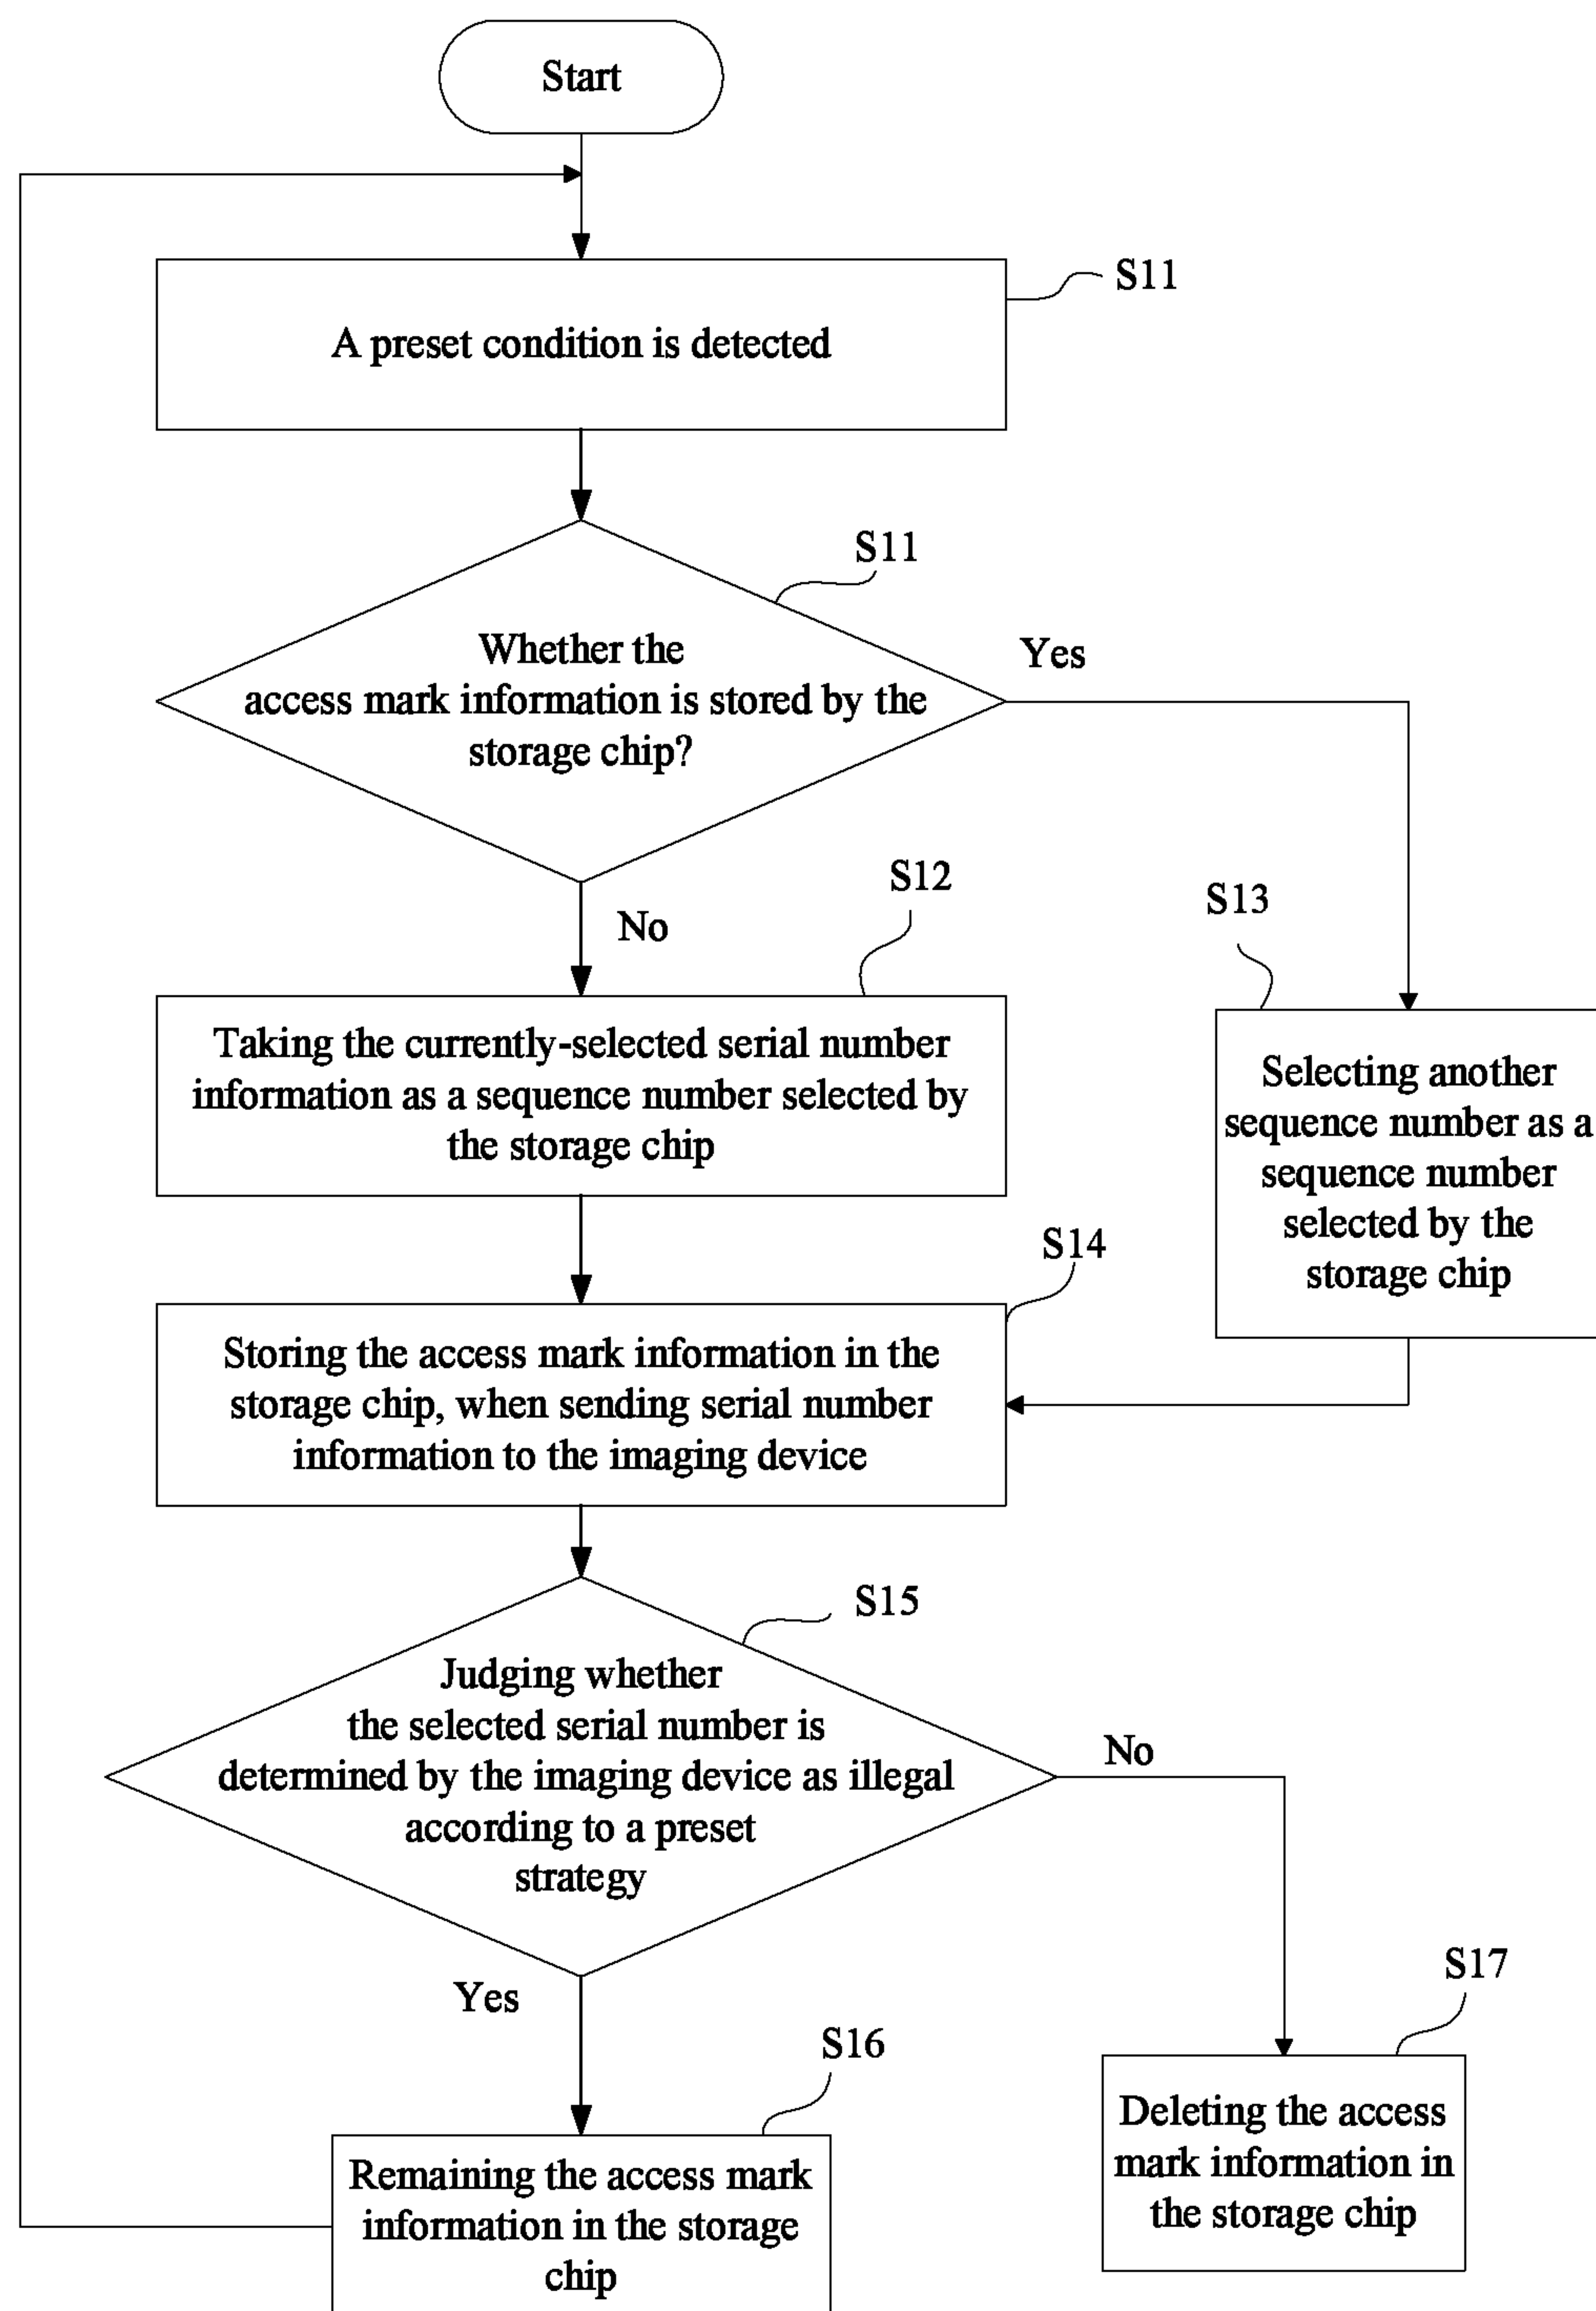 Start
S11
A preset condition is detected
S11
Whether the
access mark information is stored by the
storage chip?
Yes
No
S12
S13
Taking the currently-selected serial number
information as a sequence number selected by
the storage chip
Selecting another
sequence number as a
sequence number
selected by the
storage chip
S14
Storing the access mark information in the
storage chip, when sending serial number
information to the imaging device
S15
Judging whether
the selected serial number is
determined by the imaging device as illegal
according to a preset
strategy
No
Yes
S16
S17
Remaining the access mark
information in the storage
chip
Deleting the access
mark information in
the storage chip